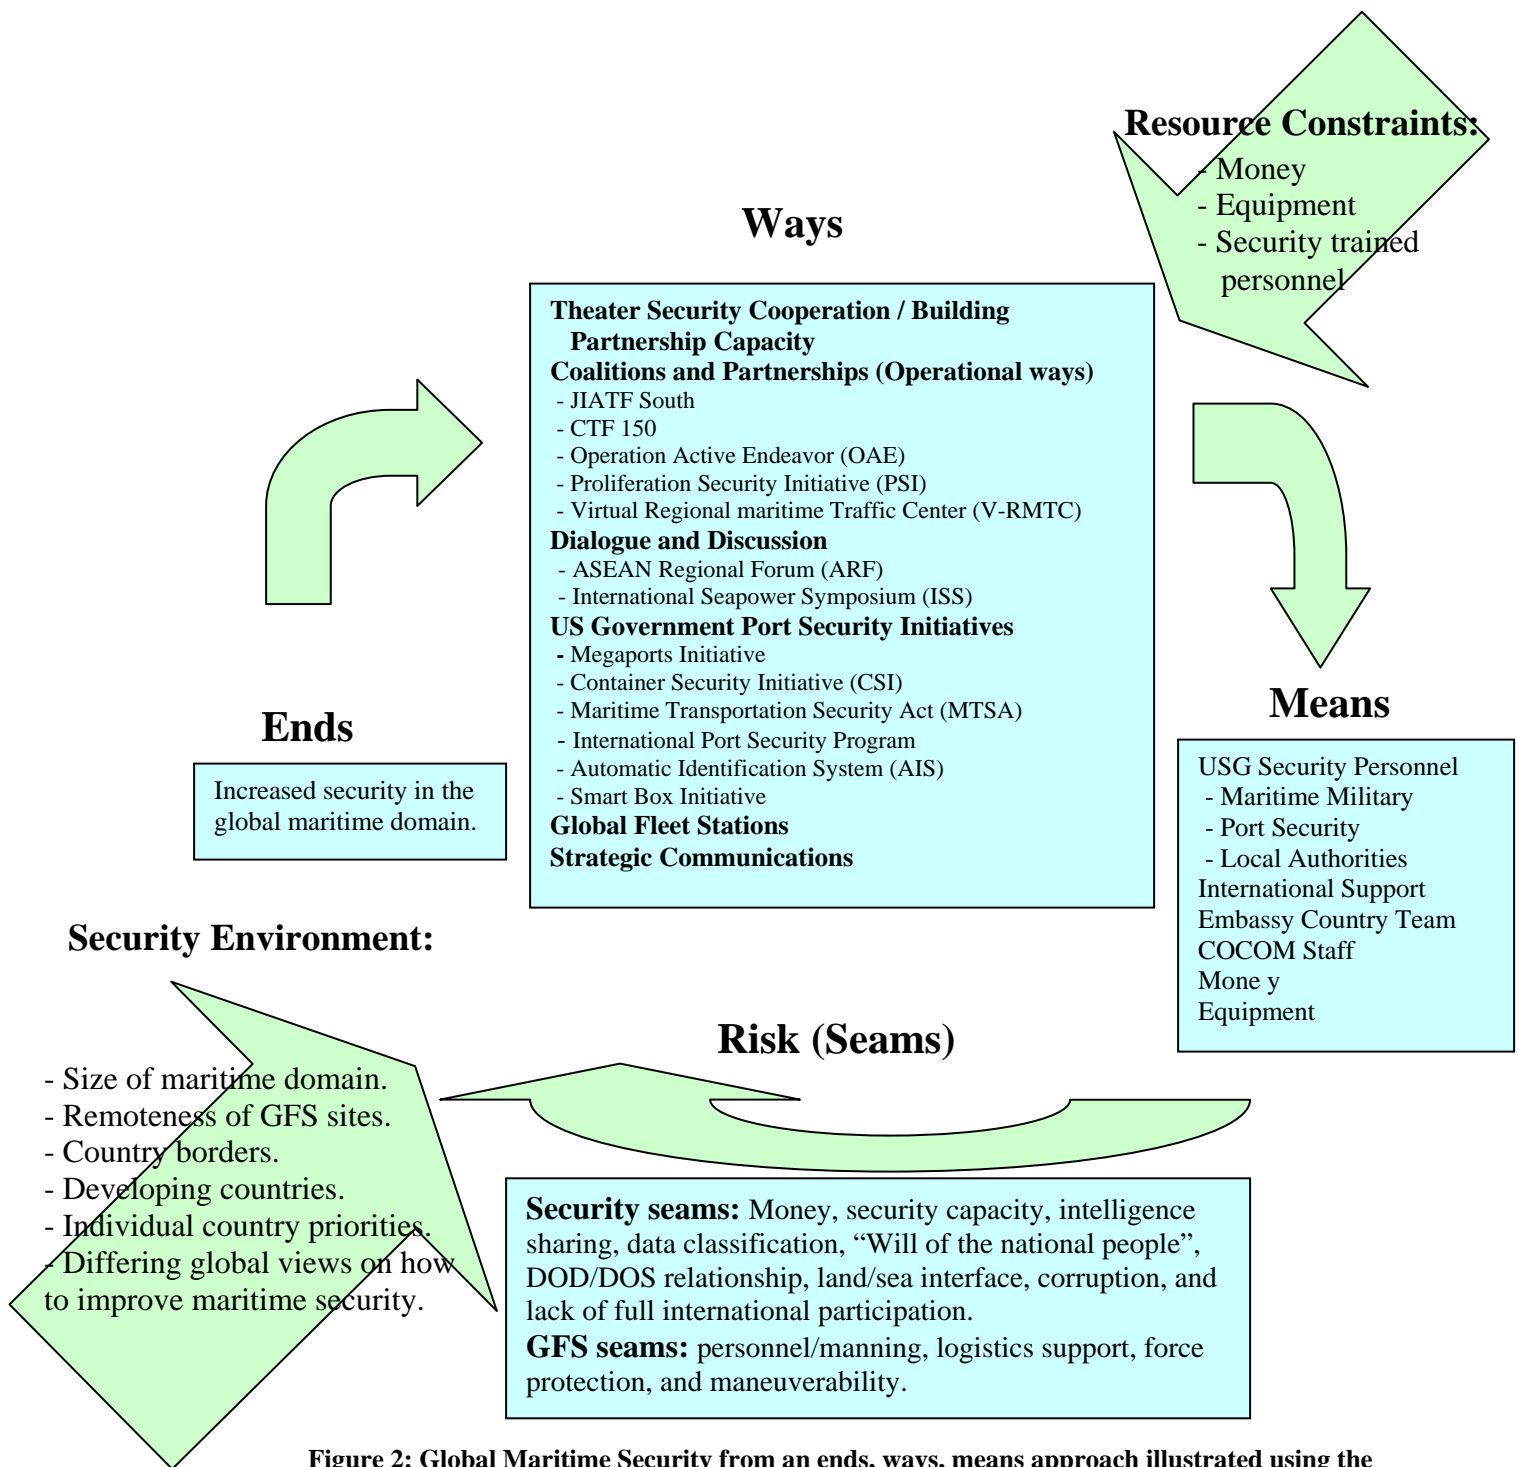 Resource Constraints:
- Money
- Equipment
- Security trained
personnel
Ways
Theater Security Cooperation / Building
Partnership Capacity
Coalitions and Partnerships (Operational ways)
- JIATF South
- CTF 150
- Operation Active Endeavor (OAE)
- Proliferation Security Initiative (PSI)
- Virtual Regional maritime Traffic Center (V-RMTC)
Dialogue and Discussion
- ASEAN Regional Forum (ARF)
- International Seapower Symposium (ISS)
US Government Port Security Initiatives
- Megaports Initiative
- Container Security Initiative (CSI)
- Maritime Transportation Security Act (MTSA)
- International Port Security Program
- Automatic Identification System (AIS)
- Smart Box Initiative
Global Fleet Stations
Strategic Communications
Ends
Increased security in the
global maritime domain.
Means
USG Security Personnel
- Maritime Military
- Port Security
- Local Authorities
International Support
Embassy Country Team
COCOM Staff
Mone y
Equipment
Security Environment:
- Size of maritime domain.
- Remoteness of GFS sites.
- Country borders.
- Developing countries.
- Individual country priorities.
- Differing global views on how
to improve maritime security.
Risk (Seams)
Security seams: Money, security capacity, intelligence
sharing, data classification, “Will of the national people”,
DOD/DOS relationship, land/sea interface, corruption, and
lack of full international participation.
GFS seams: personnel/manning, logistics support, force
protection, and maneuverability.
Figure 2: Global Maritime Security from an ends, ways, means approach illustrated using the